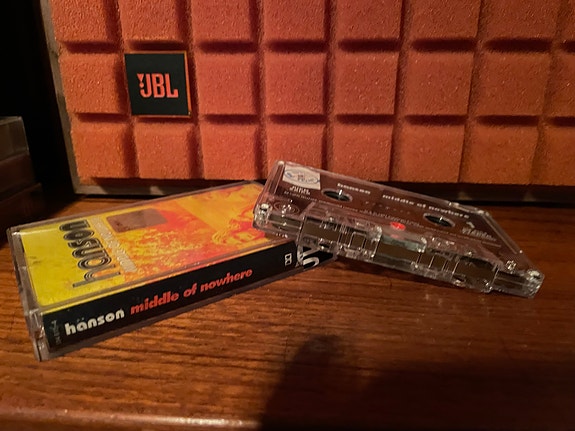 JBL
hanson
hanson middle of nowhere
hanson middle of nowhere